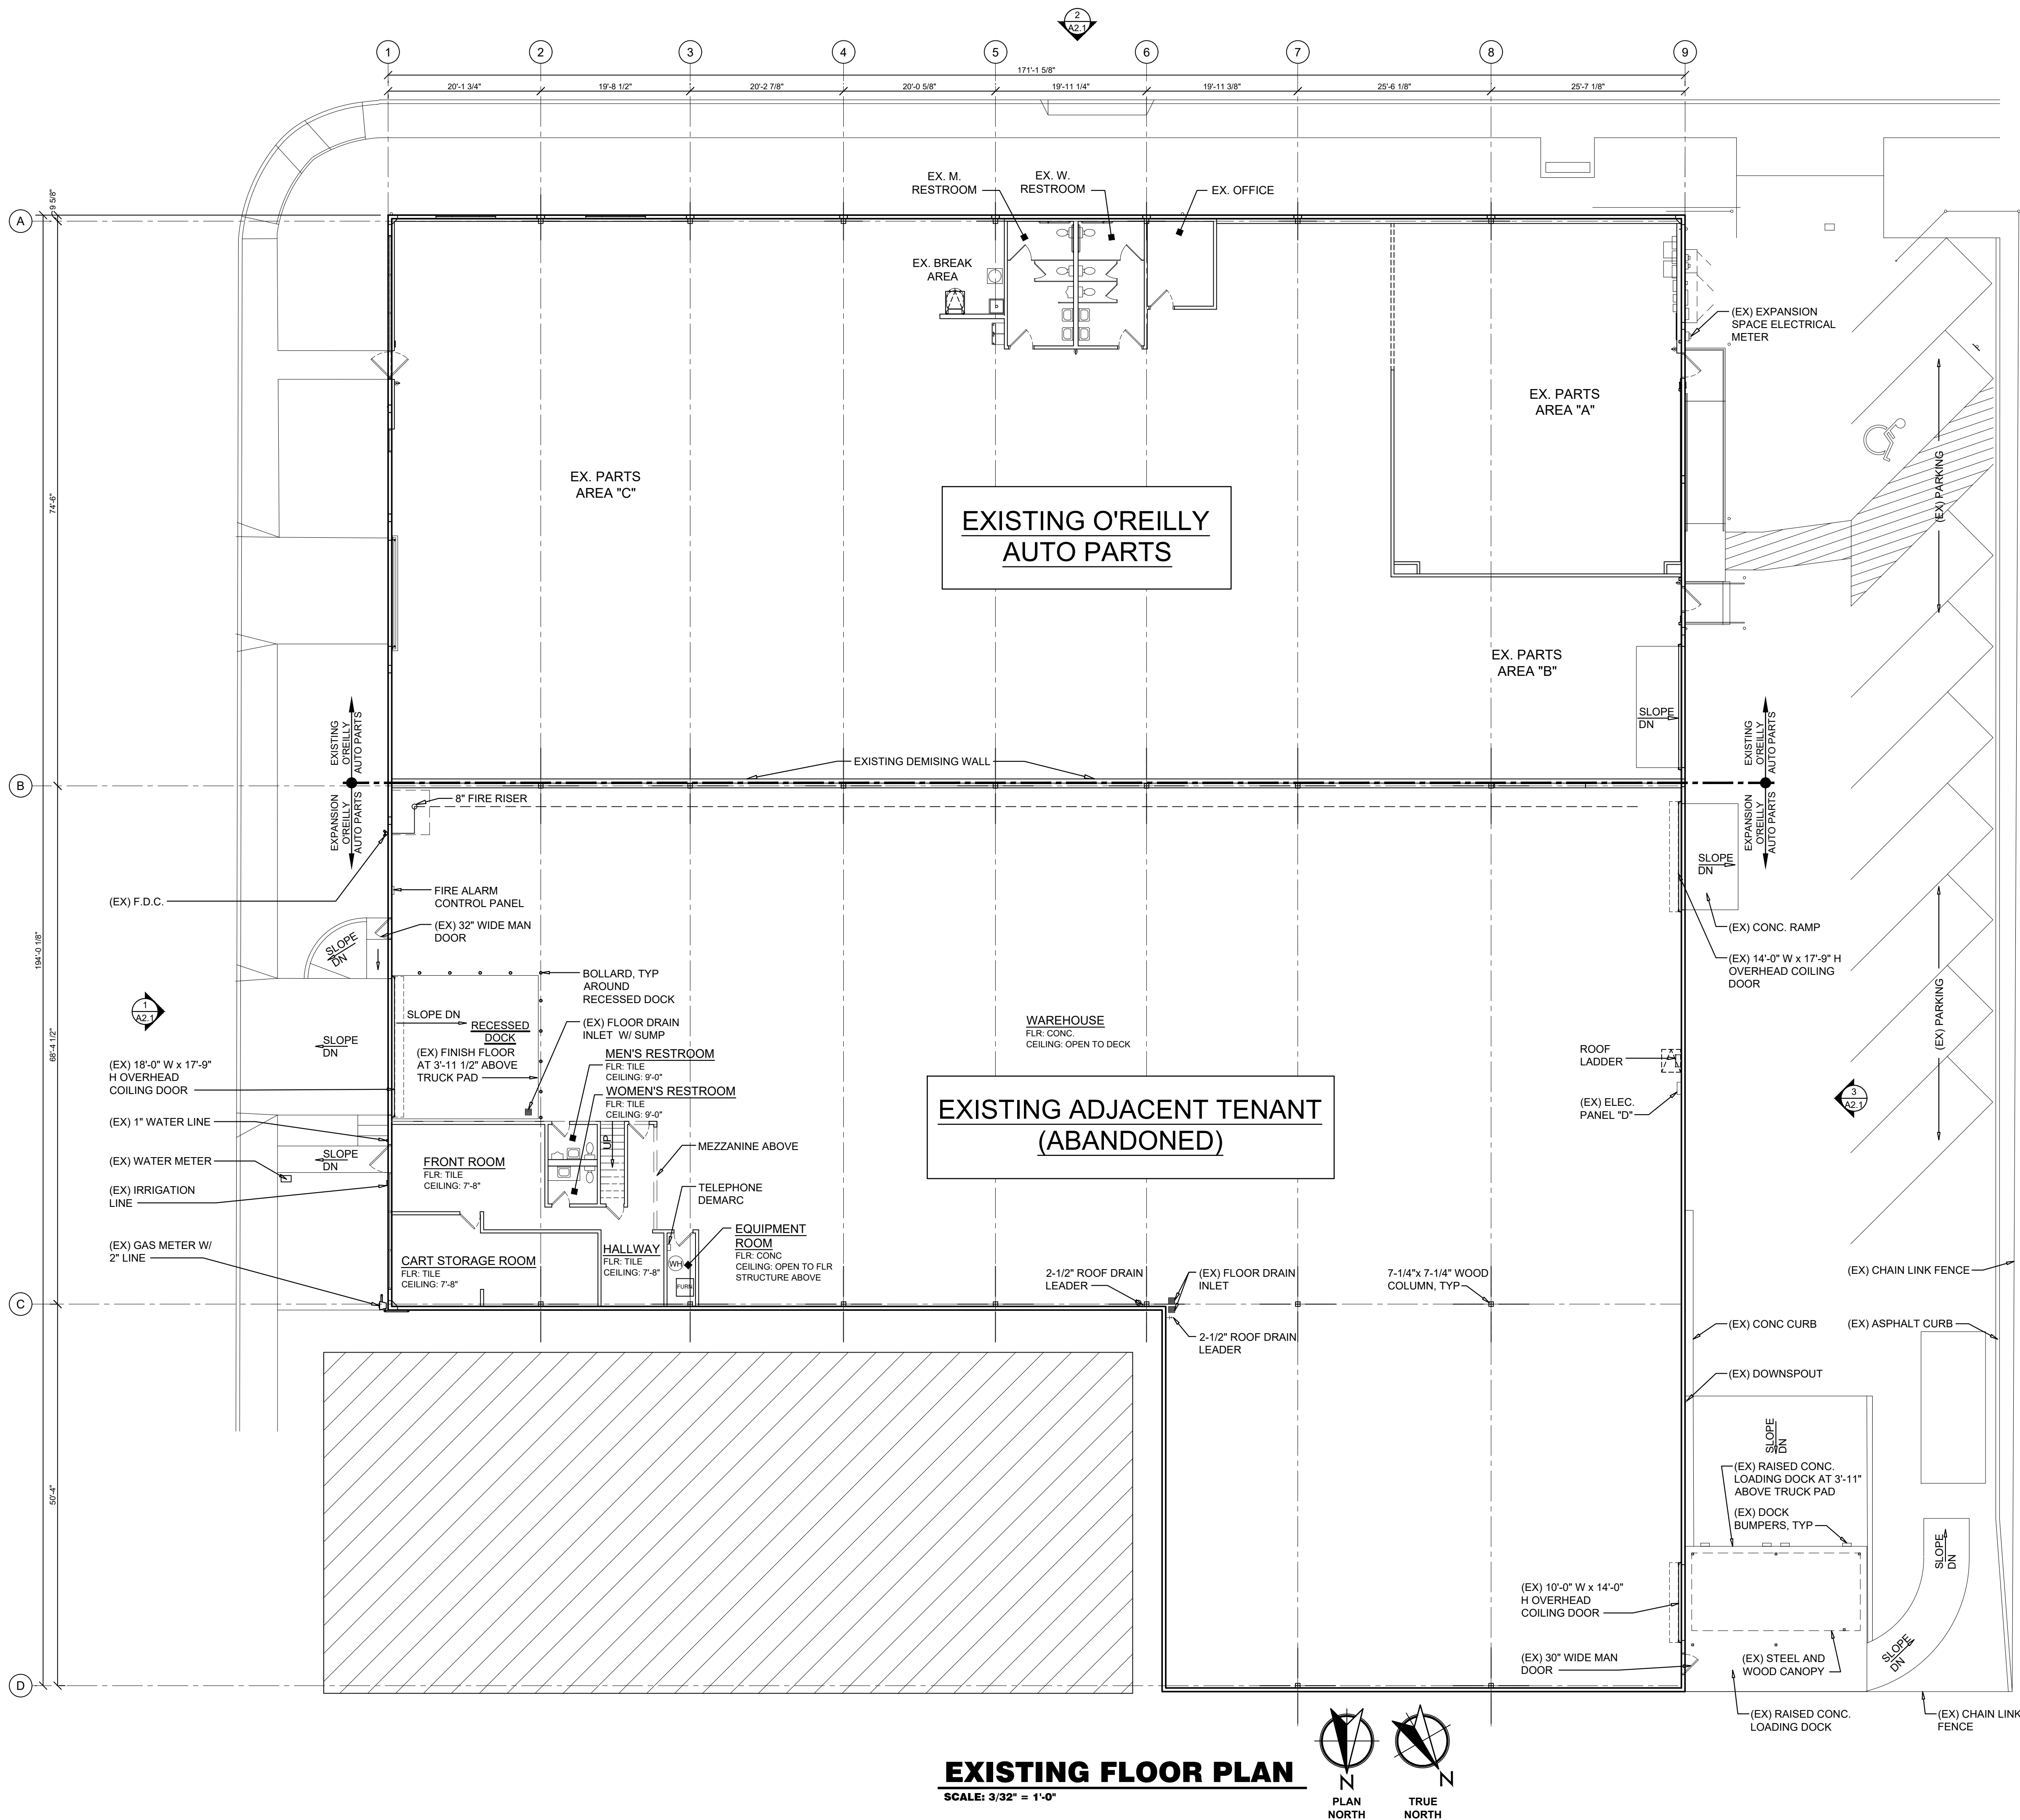 2
A2.1
1
2
3
4
5
6
7
8
9
171'-1 5/8"
20'-1 3/4"
19'-8 1/2"
20'-2 7/8"
20'-0 5/8"
19'-11 1/4"
19'-11 3/8"
25'-6 1/8"
25'-7 1/8"
A
9 5/8"
74'-6"
EX. M.
RESTROOM
EX. W.
RESTROOM
EX. OFFICE
EX. BREAK
AREA
(EX) EXPANSION
SPACE ELECTRICAL
METER
EX. PARTS
AREA "A"
EX. PARTS
AREA "C"
EXISTING O'REILLY
AUTO PARTS
(EX) PARKING
EX. PARTS
AREA "B"
SLOPE
DN
EXISTING
O'REILLY
AUTO PARTS
EXISTING
O'REILLY
AUTO PARTS
EXISTING DEMISING WALL
B
EXPANSION
O'REILLY
AUTO PARTS
EXPANSION
O'REILLY
AUTO PARTS
8" FIRE RISER
SLOPE
DN
(EX) F.D.C.
FIRE ALARM
CONTROL PANEL
(EX) 32" WIDE MAN
DOOR
SLOPE
DN
(EX) CONC. RAMP
(EX) 14'-0" W x 17'-9" H
OVERHEAD COILING
DOOR
194'-0 1/8"
68'-4 1/2"
BOLLARD, TYP
AROUND
RECESSED DOCK
1
A2.1
SLOPE DN
RECESSED
DOCK
(EX) FLOOR DRAIN
INLET W/ SUMP
(EX) FINISH FLOOR
AT 3'-11 1/2" ABOVE
TRUCK PAD
SLOPE
DN
WAREHOUSE
FLR: CONC.
CEILING: OPEN TO DECK
(EX) PARKING
MEN'S RESTROOM
FLR: TILE
CEILING: 9'-0"
WOMEN'S RESTROOM
FLR: TILE
CEILING: 9'-0"
(EX) 18'-0" W x 17'-9"
H OVERHEAD
COILING DOOR
ROOF
LADDER
(EX) ELEC.
PANEL "D"
3
A2.1
EXISTING ADJACENT TENANT
(ABANDONED)
(EX) 1" WATER LINE
(EX) WATER METER
SLOPE
DN
(EX) IRRIGATION
LINE
UP
MEZZANINE ABOVE
FRONT ROOM
FLR: TILE
CEILING: 7'-8"
TELEPHONE
DEMARC
EQUIPMENT
ROOM
FLR: CONC
CEILING: OPEN TO FLR
STRUCTURE ABOVE
(EX) GAS METER W/
2" LINE
HALLWAY
FLR: TILE
CEILING: 7'-8"
WH
FURN
CART STORAGE ROOM
FLR: TILE
CEILING: 7'-8"
2-1/2" ROOF DRAIN
LEADER
(EX) FLOOR DRAIN
INLET
7-1/4"x 7-1/4" WOOD
COLUMN, TYP
(EX) CHAIN LINK FENCE
C
2-1/2" ROOF DRAIN
LEADER
(EX) CONC CURB
(EX) ASPHALT CURB
(EX) DOWNSPOUT
SLOPE
DN
50'-4"
(EX) RAISED CONC.
LOADING DOCK AT 3'-11"
ABOVE TRUCK PAD
(EX) DOCK
BUMPERS, TYP
SLOPE
DN
(EX) 10'-0" W x 14'-0"
H OVERHEAD
COILING DOOR
(EX) 30" WIDE MAN
DOOR
(EX) STEEL AND
WOOD CANOPY
SLOPE
DN
D
(EX) RAISED CONC.
LOADING DOCK
(EX) CHAIN LINK
FENCE
EXISTING FLOOR PLAN
SCALE: 3/32" = 1'-0"
N
PLAN
NORTH
N
TRUE
NORTH